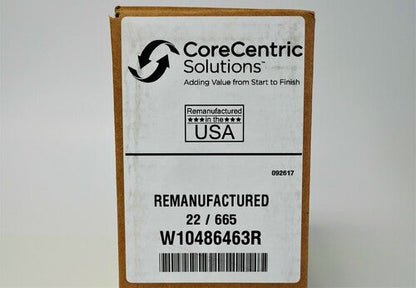 CoreCentric
Solutions™
Adding Value from Start to Finish
Remanufactured
★★★ in the ★★★
USA
092617
REMANUFACTURED
22 / 665
W10486463R